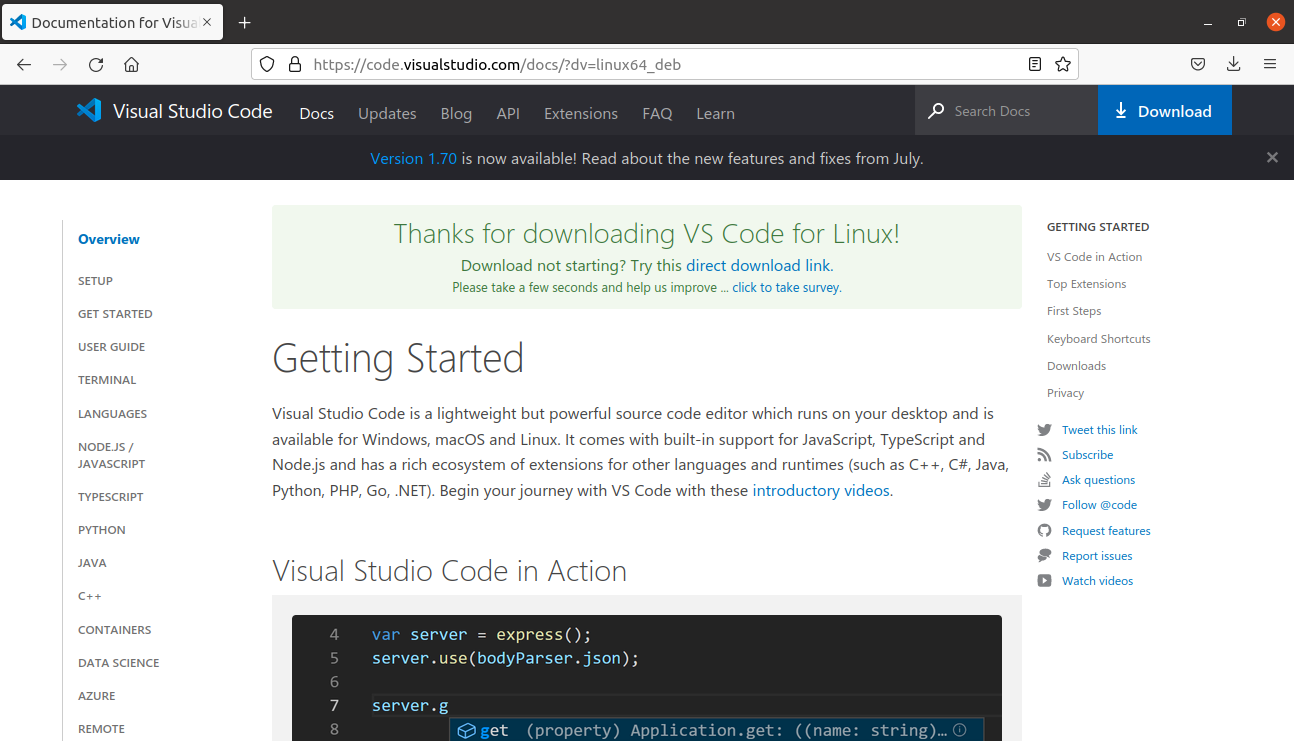 Documentation for Visua
https://code.visualstudio.com/docs/?dv=linux64_deb
Visual Studio Code
Docs
Updates
Blog
API
Extensions
FAQ
Learn
Search Docs
Download
Version 1.70 is now available! Read about the new features and fixes from July.
Overview
SETUP
GET STARTED
USER GUIDE
TERMINAL
LANGUAGES
NODE.JS /
JAVASCRIPT
TYPESCRIPT
PYTHON
JAVA
C++
CONTAINERS
DATA SCIENCE
AZURE
REMOTE
Thanks for downloading VS Code for Linux!
Download not starting? Try this direct download link.
Please take a few seconds and help us improve ... click to take survey.
Getting Started
Visual Studio Code is a lightweight but powerful source code editor which runs on your desktop and is
available for Windows, macOS and Linux. It comes with built-in support for JavaScript, TypeScript and
Node.js and has a rich ecosystem of extensions for other languages and runtimes (such as C++, C#, Java,
Python, PHP, Go, .NET). Begin your journey with VS Code with these introductory videos.
Visual Studio Code in Action
4 var server = express();
5 server.use(bodyParser.json);
6
7 server.g
8 get (property) Application.get: ((name: string)…
GETTING STARTED
VS Code in Action
Top Extensions
First Steps
Keyboard Shortcuts
Downloads
Privacy
Tweet this link
Subscribe
Ask questions
Follow @code
Request features
Report issues
Watch videos